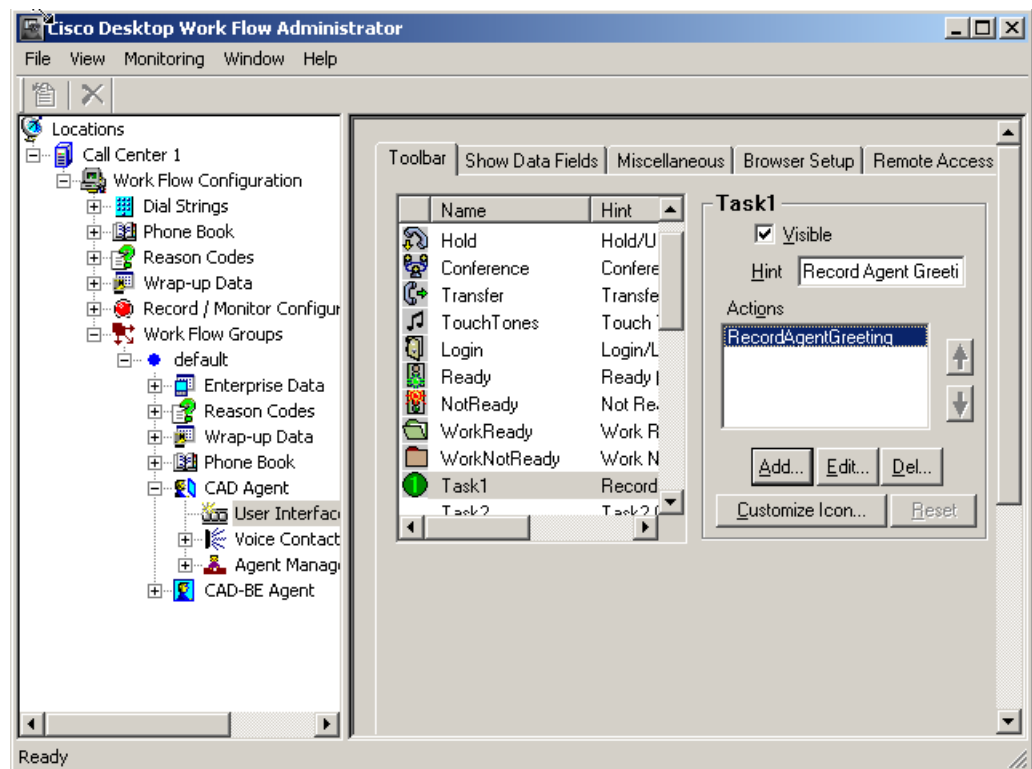 Cisco Desktop Work Flow Administrator
File View Monitoring Window Help
Locations
Call Center 1
Work Flow Configuration
Dial Strings
Phone Book
Reason Codes
Wrap-up Data
Record / Monitor Configur
Work Flow Groups
default
Enterprise Data
Reason Codes
Wrap-up Data
Phone Book
CAD Agent
User Interfac
Voice Contact
Agent Manag
CAD-BE Agent
Toolbar Show Data Fields Miscellaneous Browser Setup Remote Access
Name Hint
Hold Hold/U
Conference Confere
Transfer Transfe
TouchTones Touch
Login Login/L
Ready Ready
NotReady Not Re
WorkReady Work R
WorkNotReady Work N
1 Task1 Record
Task2 Task2
Task1
Visible
Hint Record Agent Greeti
Actions
RecordAgentGreeting
Add... Edit... Del...
Customize Icon... Reset
Ready